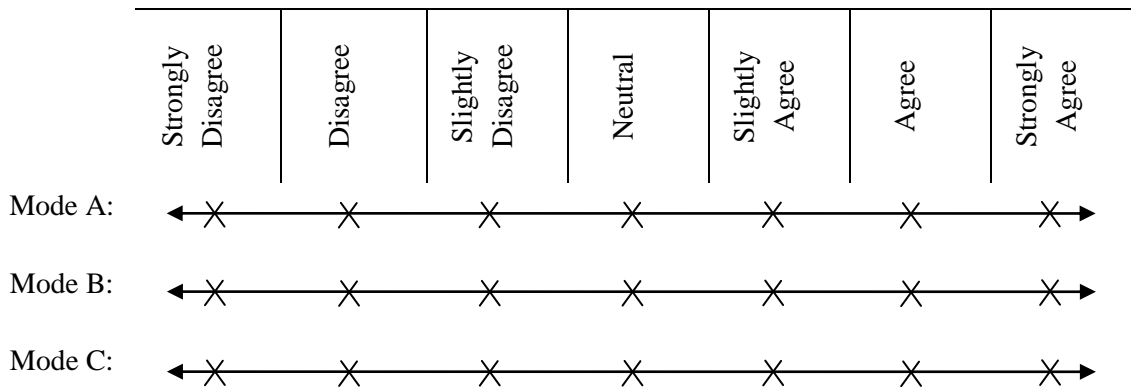 Strongly
Disagree
Disagree
Slightly
Disagree
Neutral
Slightly
Agree
Agree
Strongly
Agree
Mode A:
Mode B:
Mode C: